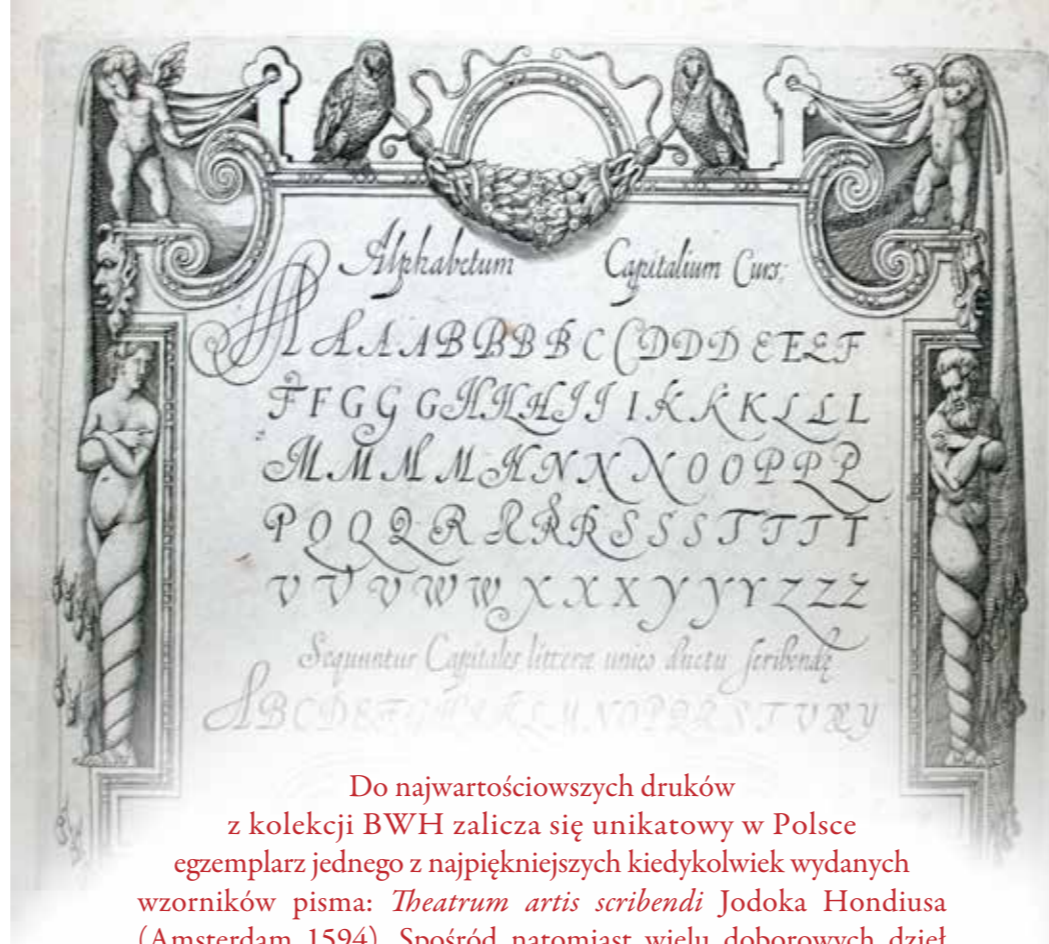 Alphabetum Capitalium Curs:
A A A A B B B B C C D D D E E E F
F F G G G H H H I I I K K K L L L
M M M M N N N N O O P P P
P Q Q Q R R R R S S S T T T T
V V V W W X X X Y Y Y Z Z Z
Sequuntur Capitales litteræ unico ductu scribendę
A B C D E F G H I K L M N O P Q R S T V X Y
Do najwartościowszych druków
z kolekcji BWH zalicza się unikatowy w Polsce
egzemplarz jednego z najpiękniejszych kiedykolwiek wydanych
wzorników pisma: Theatrum artis scribendi Jodoka Hondiusa
(Amsterdam 1594). Spośród natomiast wielu doborowych dzieł